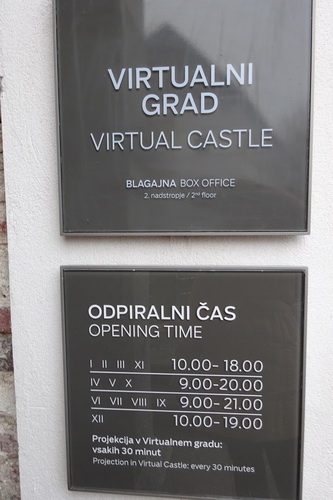 VIRTUALNI
GRAD
VIRTUAL CASTLE
BLAGAJNA BOX OFFICE
2. nadstropje / 2nd floor
ODPIRALNI ČAS
OPENING TIME
I II III XI 10.00- 18.00
IV V X 9.00-20.00
VI VII VIII IX 9.00- 21.00
XII 10.00-19.00
Projekcija v Virtualnem gradu:
vsakih 30 minut
Projection in Virtual Castle: every 30 minutes